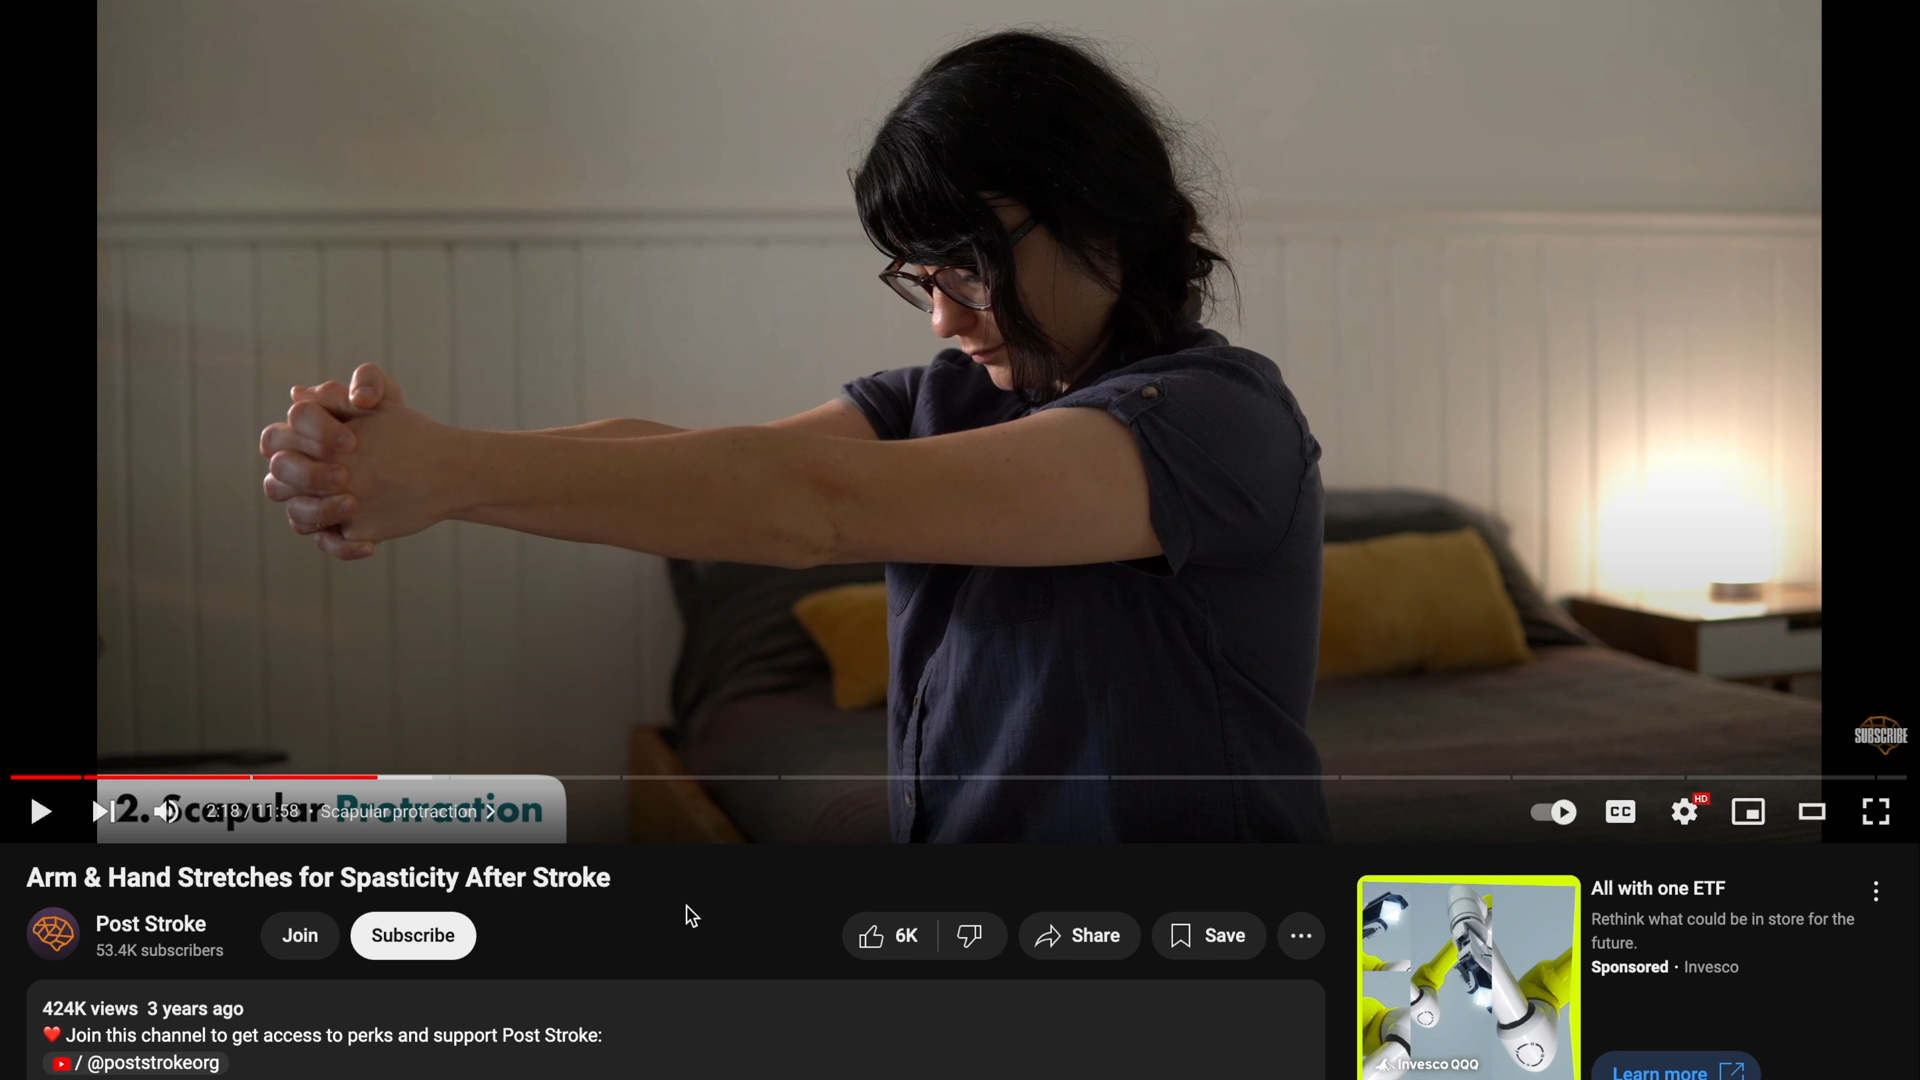 SUBSCRIBE
2. Scapular Protraction
2:18 / 11:58 · Scapular protraction
CC
HD
Arm & Hand Stretches for Spasticity After Stroke
Post Stroke
53.4K subscribers
Join
Subscribe
6K
Share
Save
424K views 3 years ago
❤️ Join this channel to get access to perks and support Post Stroke:
/ @poststrokeorg
All with one ETF
Rethink what could be in store for the
future.
Sponsored · Invesco
Invesco QQQ
Learn more